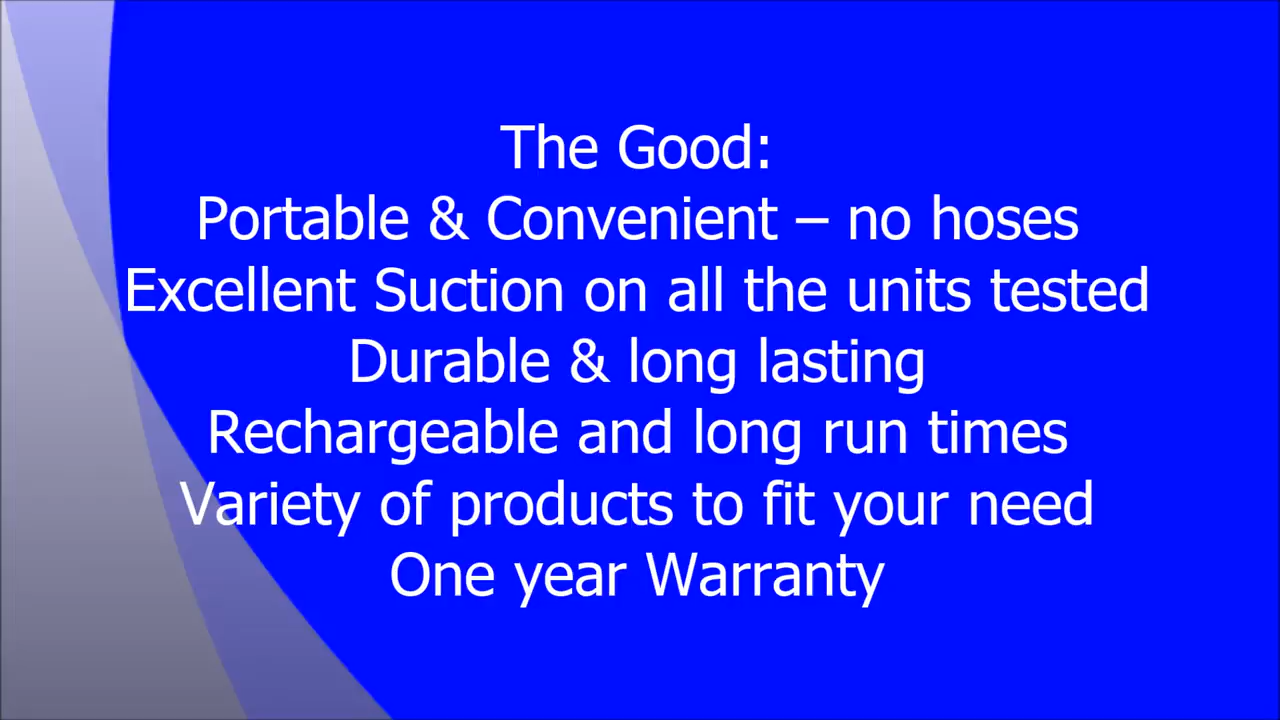 The Good:
Portable & Convenient – no hoses
Excellent Suction on all the units tested
Durable & long lasting
Rechargeable and long run times
Variety of products to fit your need
One year Warranty